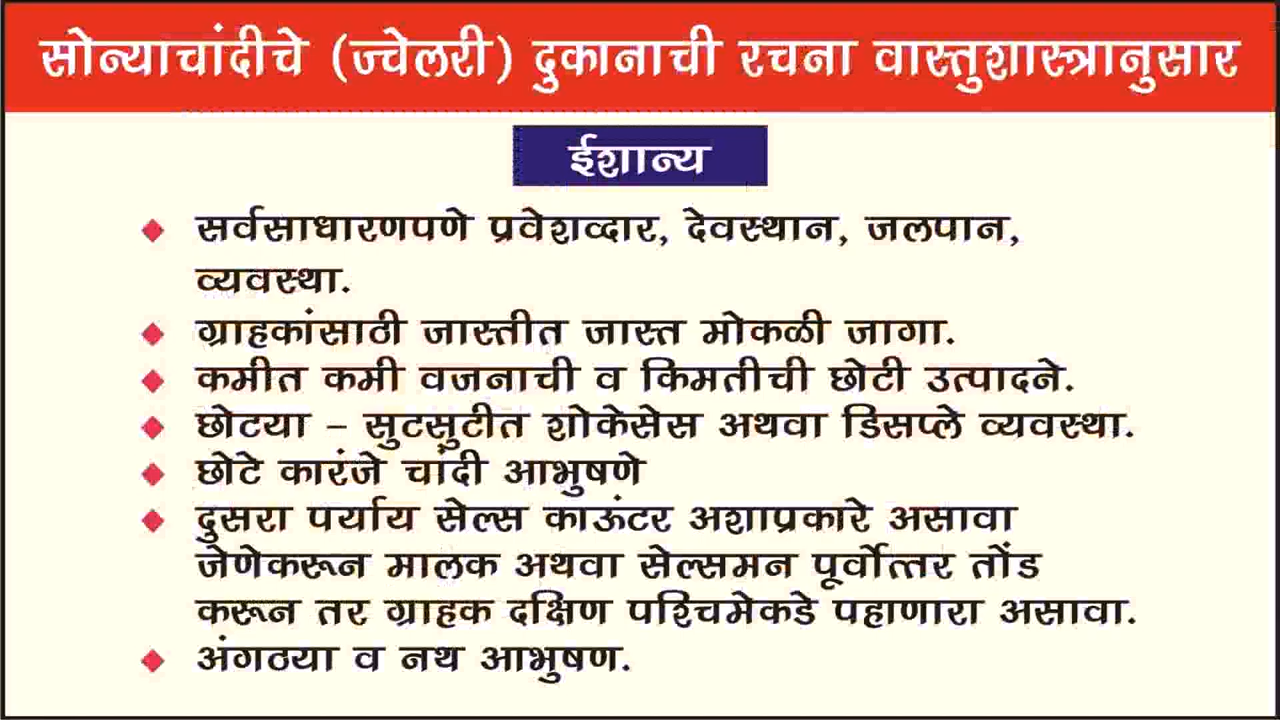 सोन्याचांदीचे (ज्वेलरी) दुकानाची रचना वास्तुशास्त्रानुसार
ईशान्य
◆ सर्वसाधारणपणे प्रवेशव्दार, देवस्थान, जलपान,
व्यवस्था.
◆ ग्राहकांसाठी जास्तीत जास्त मोकळी जागा.
◆ कमीत कमी वजनाची व किमतीची छोटी उत्पादने.
◆ छोटया – सुटसुटीत शोकेसेस अथवा डिसप्ले व्यवस्था.
◆ छोटे कारंजे चांदी आभुषणे
◆ दुसरा पर्याय सेल्स काऊंटर अशाप्रकारे असावा
जेणेकरून मालक अथवा सेल्समन पूर्वोत्तर तोंड
करून तर ग्राहक दक्षिण पश्चिमेकडे पहाणारा असावा.
◆ अंगठया व नथ आभुषण.